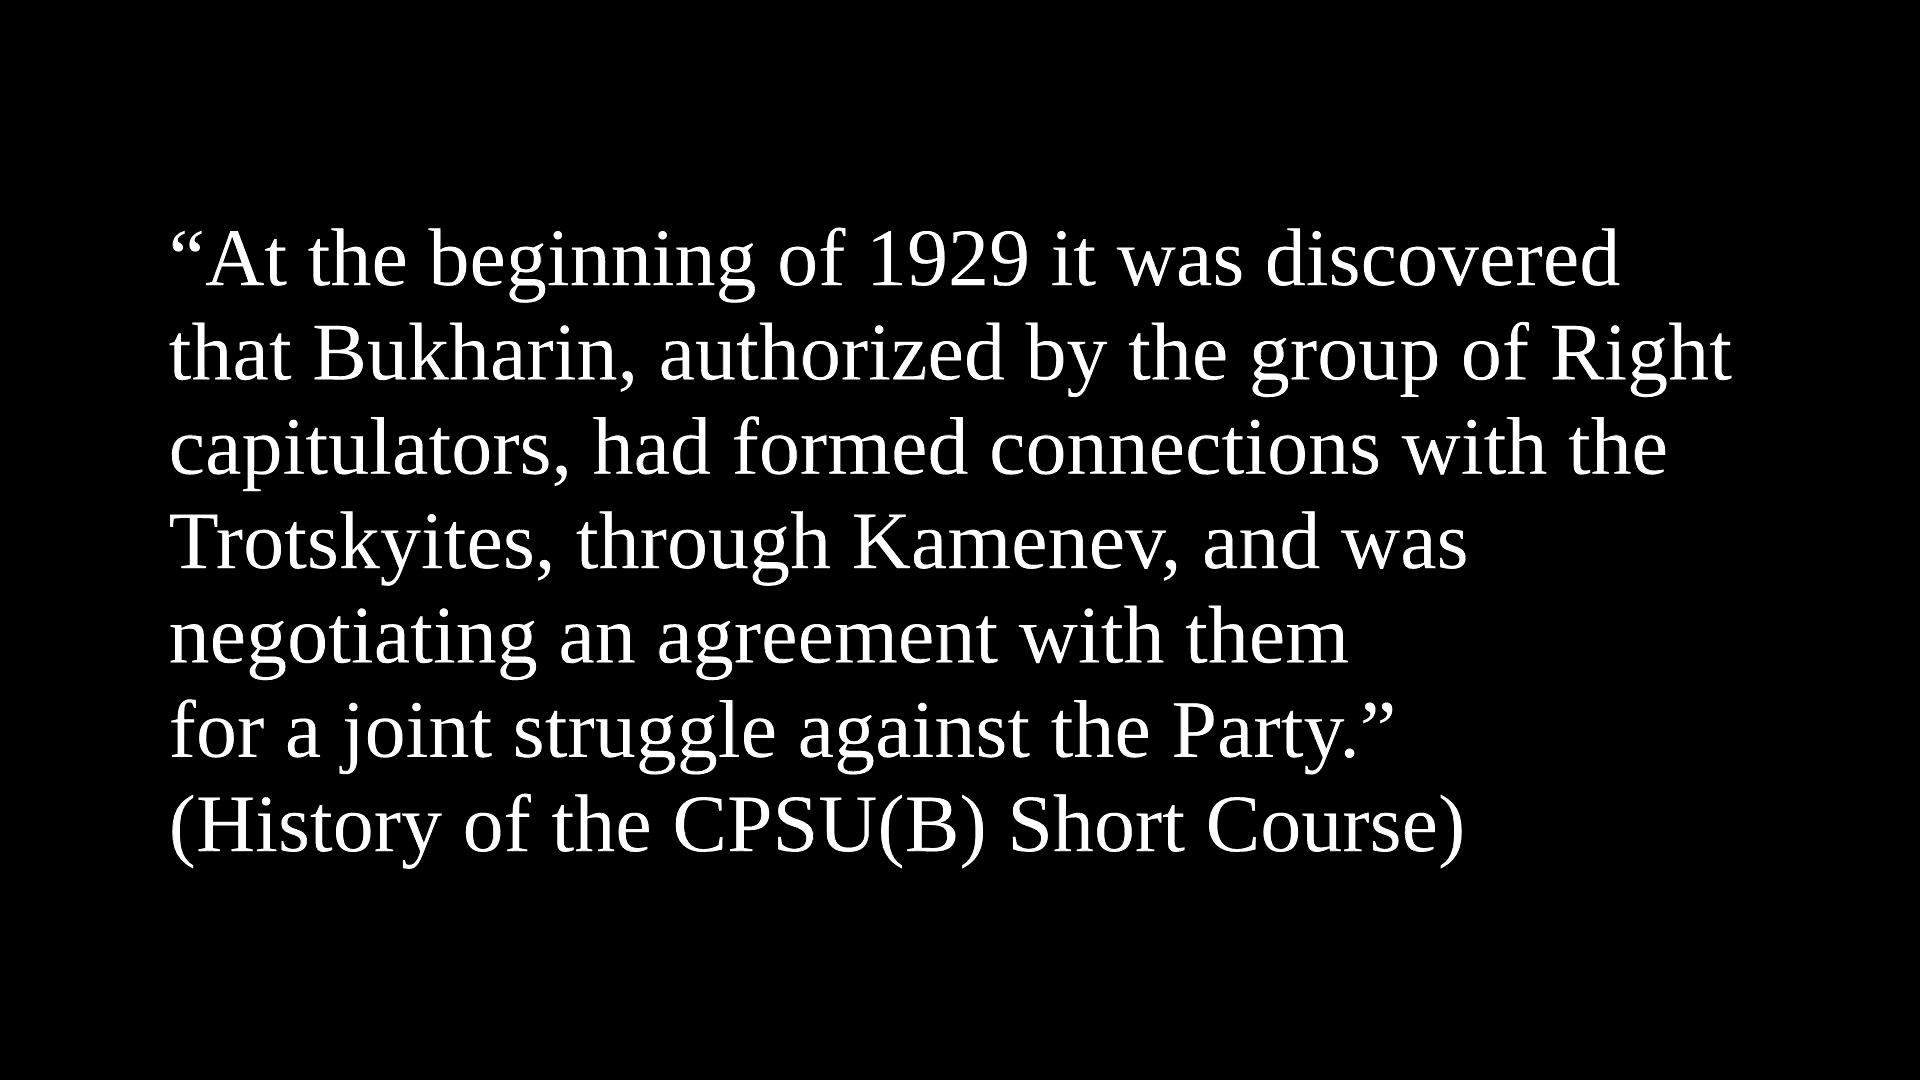 “At the beginning of 1929 it was discovered
that Bukharin, authorized by the group of Right
capitulators, had formed connections with the
Trotskyites, through Kamenev, and was
negotiating an agreement with them
for a joint struggle against the Party.”
(History of the CPSU(B) Short Course)